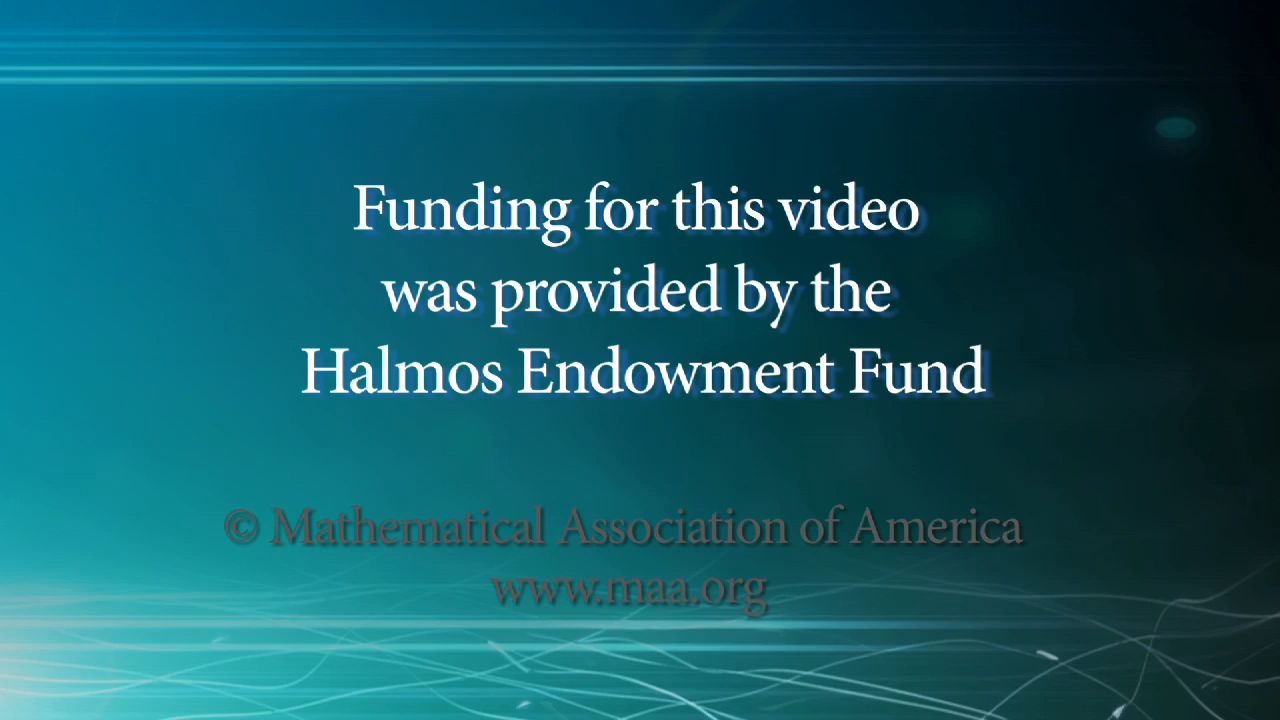 Funding for this video
was provided by the
Halmos Endowment Fund
© Mathematical Association of America
www.maa.org